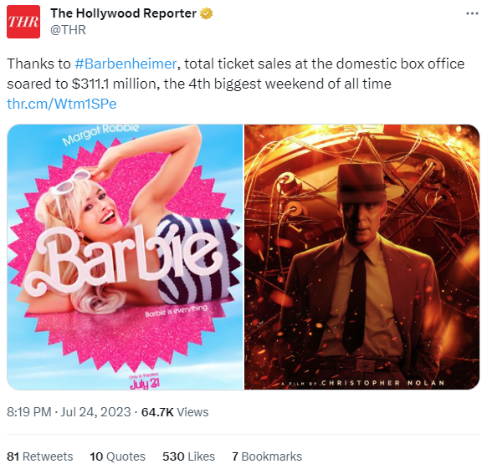 THR
The Hollywood Reporter
@THR
Thanks to #Barbenheimer, total ticket sales at the domestic box office
soared to $311.1 million, the 4th biggest weekend of all time
thr.cm/Wtm1SPe
Margot Robbie
Barbie
Barbie is everything
Only in theaters
July 21
A FILM BY CHRISTOPHER NOLAN
8:19 PM · Jul 24, 2023 · 64.7K Views
81 Retweets 10 Quotes 530 Likes 7 Bookmarks